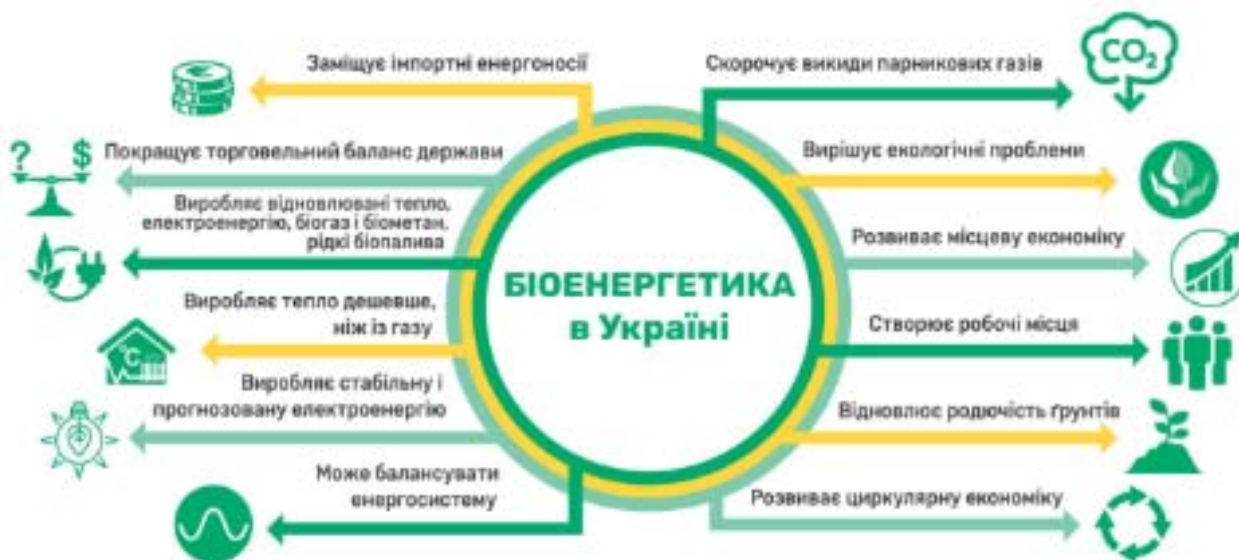 Заміщує імпортні енергоносії
Покращує торговельний баланс держави
Виробляє відновлювані тепло,
електроенергію, біогаз і біометан,
рідкі біопалива
Виробляє тепло дешевше,
ніж із газу
Виробляє стабільну і
прогнозовану електроенергію
Може балансувати
енергосистему
БІОЕНЕРГЕТИКА
в Україні
Скорочує викиди парникових газів
Вирішує екологічні проблеми
Розвиває місцеву економіку
Створює робочі місця
Відновлює родючість ґрунтів
Розвиває циркулярну економіку
? $
°C
CO₂